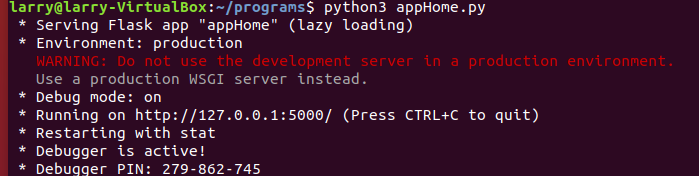 larry@larry-VirtualBox:~/programs$ python3 appHome.py
* Serving Flask app "appHome" (lazy loading)
* Environment: production
WARNING: Do not use the development server in a production environment.
Use a production WSGI server instead.
* Debug mode: on
* Running on http://127.0.0.1:5000/ (Press CTRL+C to quit)
* Restarting with stat
* Debugger is active!
* Debugger PIN: 279-862-745